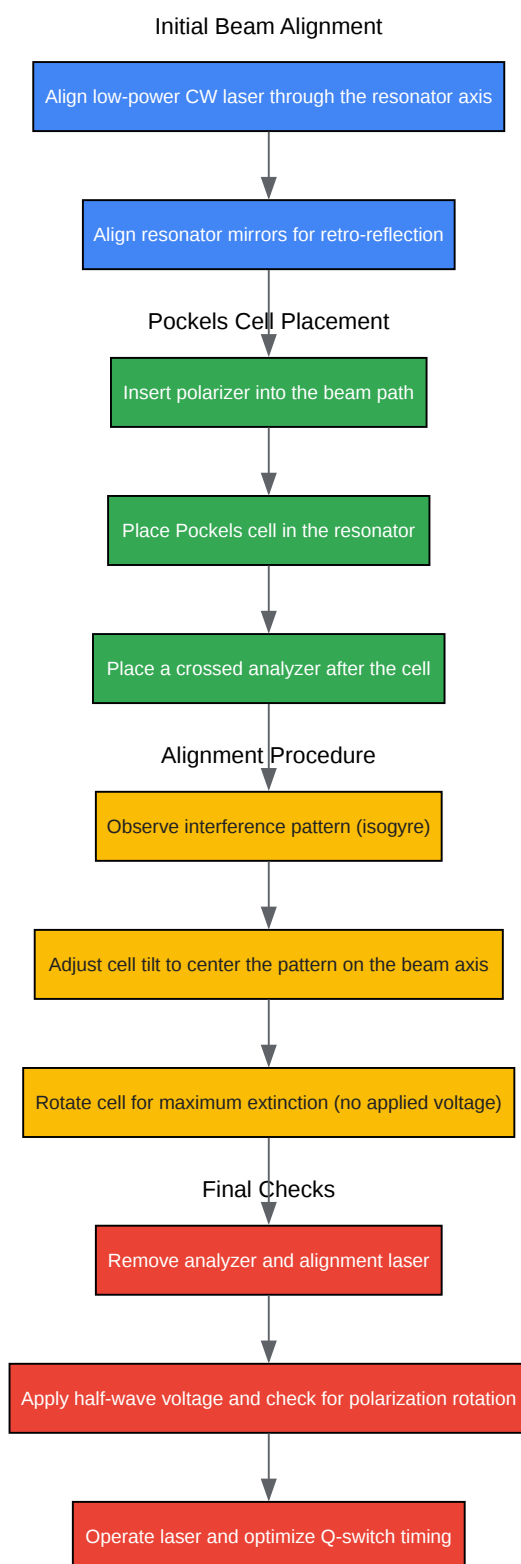 Initial Beam Alignment
Align low-power CW laser through the resonator axis
Align resonator mirrors for retro-reflection
Pockels Cell Placement
Insert polarizer into the beam path
Place Pockels cell in the resonator
Place a crossed analyzer after the cell
Alignment Procedure
Observe interference pattern (isogyre)
Adjust cell tilt to center the pattern on the beam axis
Rotate cell for maximum extinction (no applied voltage)
Final Checks
Remove analyzer and alignment laser
Apply half-wave voltage and check for polarization rotation
Operate laser and optimize Q-switch timing